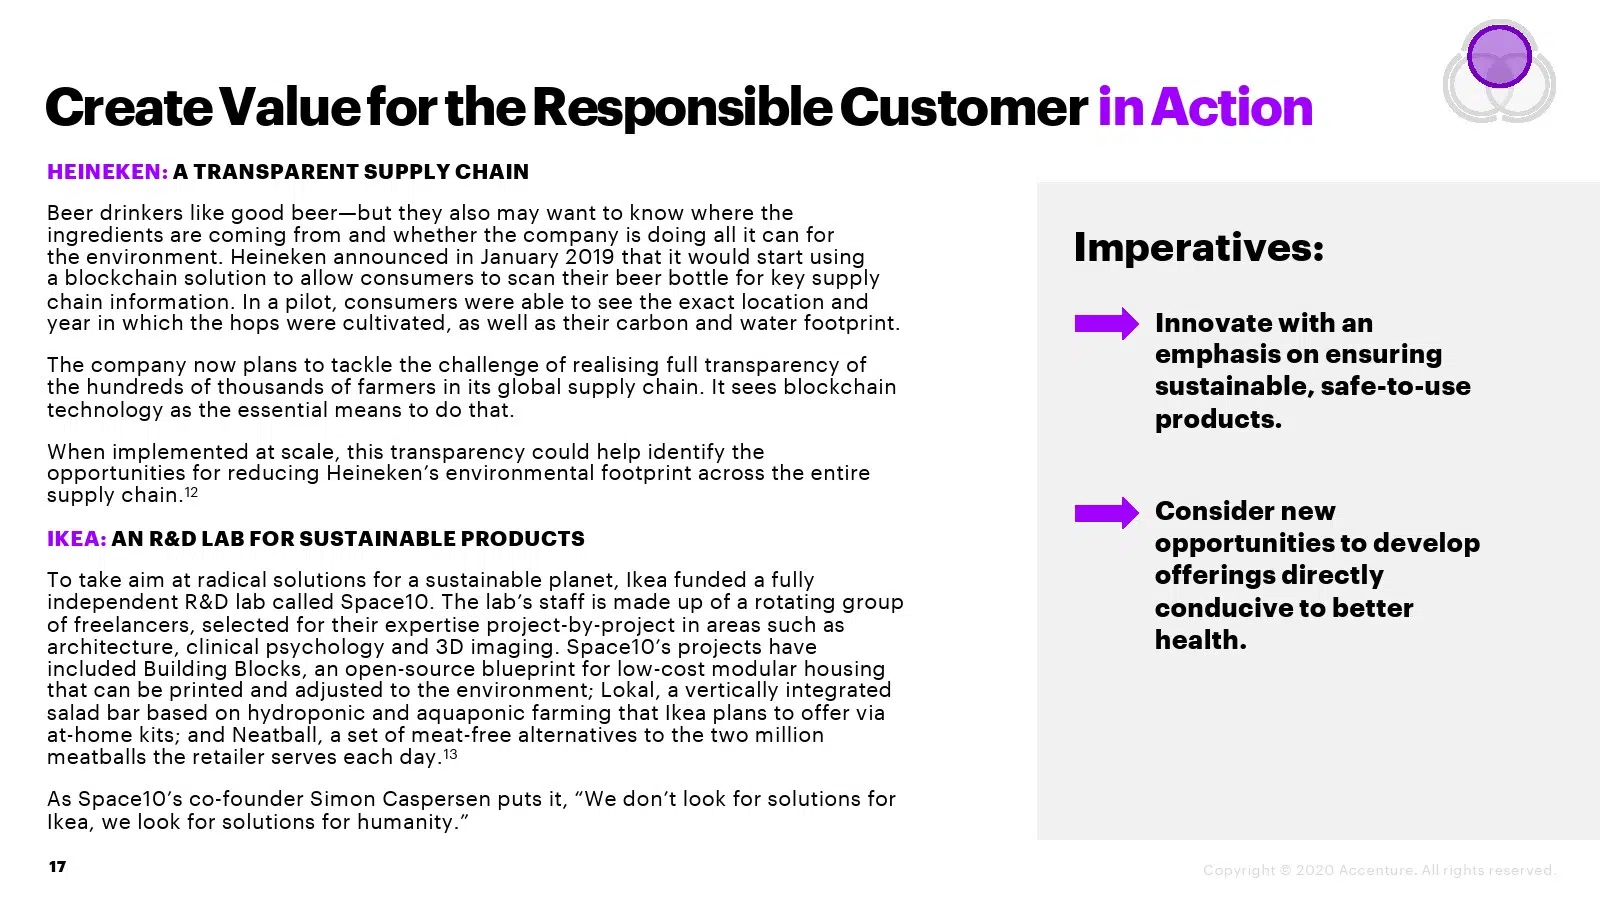 Create Value for the Responsible Customer in Action
HEINEKEN: A TRANSPARENT SUPPLY CHAIN
Beer drinkers like good beer—but they also may want to know where the
ingredients are coming from and whether the company is doing all it can for
the environment. Heineken announced in January 2019 that it would start using
a blockchain solution to allow consumers to scan their beer bottle for key supply
chain information. In a pilot, consumers were able to see the exact location and
year in which the hops were cultivated, as well as their carbon and water footprint.
The company now plans to tackle the challenge of realising full transparency of
the hundreds of thousands of farmers in its global supply chain. It sees blockchain
technology as the essential means to do that.
When implemented at scale, this transparency could help identify the
opportunities for reducing Heineken’s environmental footprint across the entire
supply chain.¹²
IKEA: AN R&D LAB FOR SUSTAINABLE PRODUCTS
To take aim at radical solutions for a sustainable planet, Ikea funded a fully
independent R&D lab called Space10. The lab’s staff is made up of a rotating group
of freelancers, selected for their expertise project-by-project in areas such as
architecture, clinical psychology and 3D imaging. Space10’s projects have
included Building Blocks, an open-source blueprint for low-cost modular housing
that can be printed and adjusted to the environment; Lokal, a vertically integrated
salad bar based on hydroponic and aquaponic farming that Ikea plans to offer via
at-home kits; and Neatball, a set of meat-free alternatives to the two million
meatballs the retailer serves each day.¹³
As Space10’s co-founder Simon Caspersen puts it, “We don’t look for solutions for
Ikea, we look for solutions for humanity.”
Imperatives:
Innovate with an
emphasis on ensuring
sustainable, safe-to-use
products.
Consider new
opportunities to develop
offerings directly
conducive to better
health.
17
Copyright © 2020 Accenture. All rights reserved.